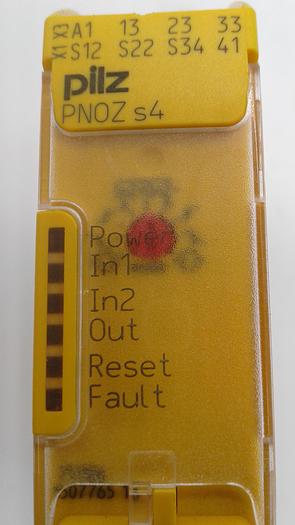 X3 A1 13 23 33
X1 S12 S22 S34 41
pilz
PNOZ s4
Power
In1
In2
Out
Reset
Fault